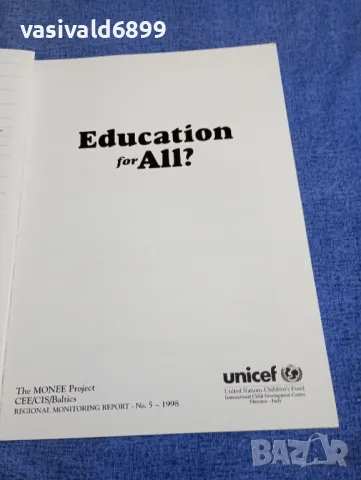 vasivald6899
Education
for All?
unicef
United Nations Children's Fund
International Child Development Centre
Florence - Italy
The MONEE Project
CEE/CIS/Baltics
REGIONAL MONITORING REPORT - No. 5 - 1998
BAZAR